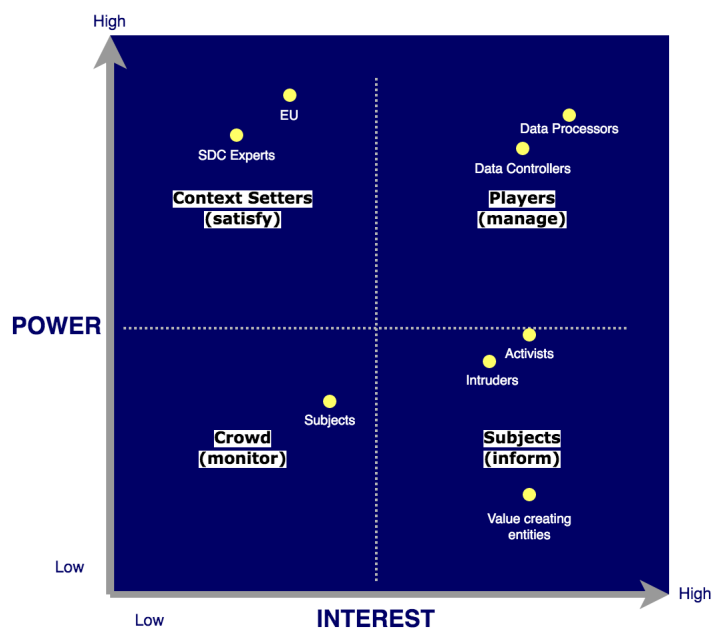 High
EU
Data Processors
SDC Experts
Data Controllers
Context Setters
(satisfy)
Players
(manage)
POWER
Activists
Intruders
Subjects
Crowd
(monitor)
Subjects
(inform)
Value creating
entities
Low
High
Low
INTEREST